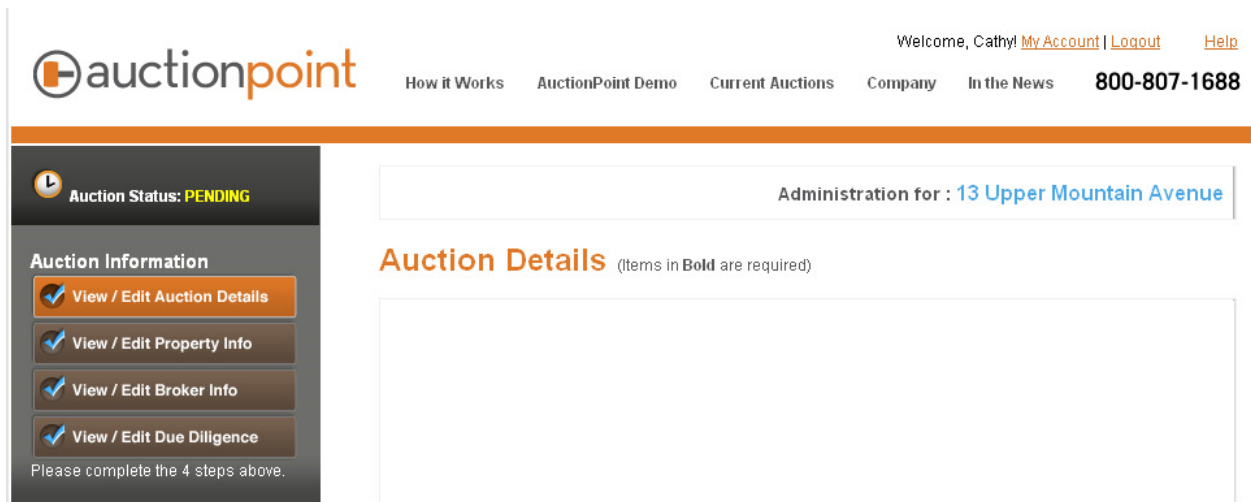 Welcome, Cathy! My Account | Logout Help
auctionpoint
How it Works AuctionPoint Demo Current Auctions Company In the News 800-807-1688
Auction Status: PENDING
Administration for : 13 Upper Mountain Avenue
Auction Information
View / Edit Auction Details
View / Edit Property Info
View / Edit Broker Info
View / Edit Due Diligence
Please complete the 4 steps above.
Auction Details (Items in Bold are required)